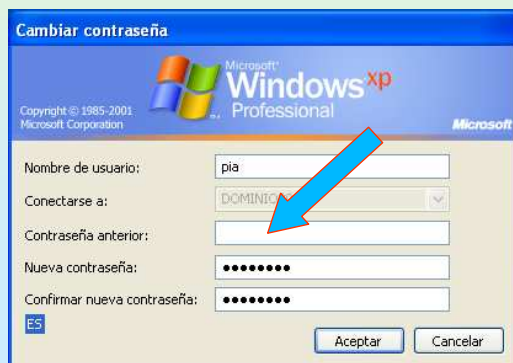 Cambiar contraseña
Microsoft®
Windows xp
Professional
Copyright © 1985-2001
Microsoft Corporation
Microsoft
Nombre de usuario:
pia
Conectarse a:
Contraseña anterior:
Nueva contraseña:
••••••••
Confirmar nueva contraseña:
••••••••
ES
Aceptar
Cancelar